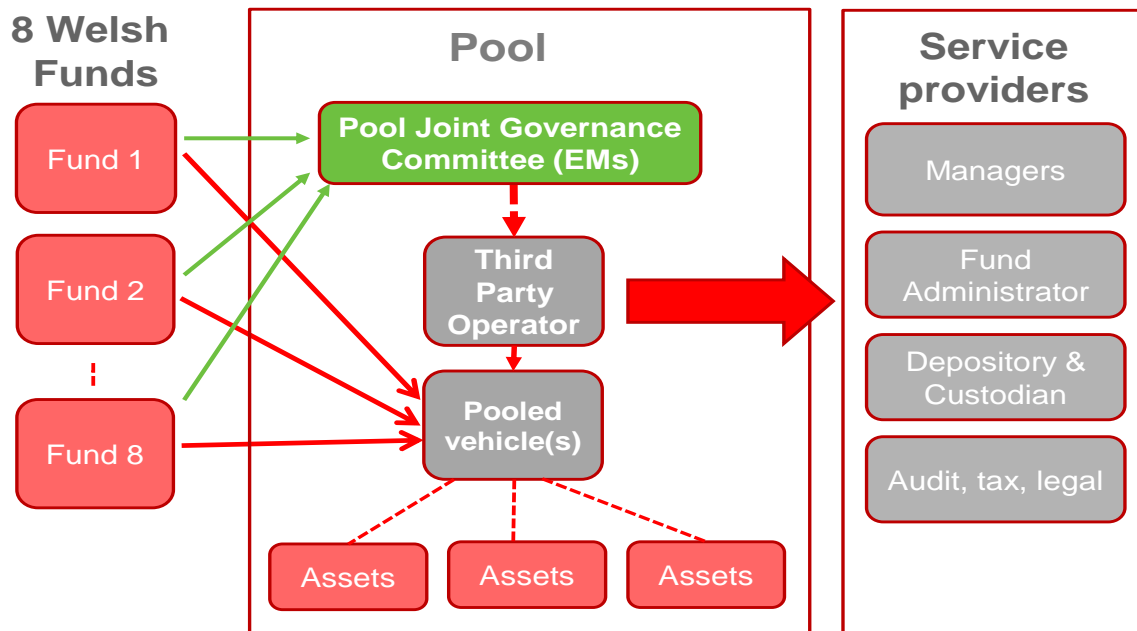 8 Welsh
Funds
Fund 1
Fund 2
Fund 8
Pool
Pool Joint Governance
Committee (EMs)
Third
Party
Operator
Pooled
vehicle(s)
Assets
Assets
Assets
Service
providers
Managers
Fund
Administrator
Depository &
Custodian
Audit, tax, legal